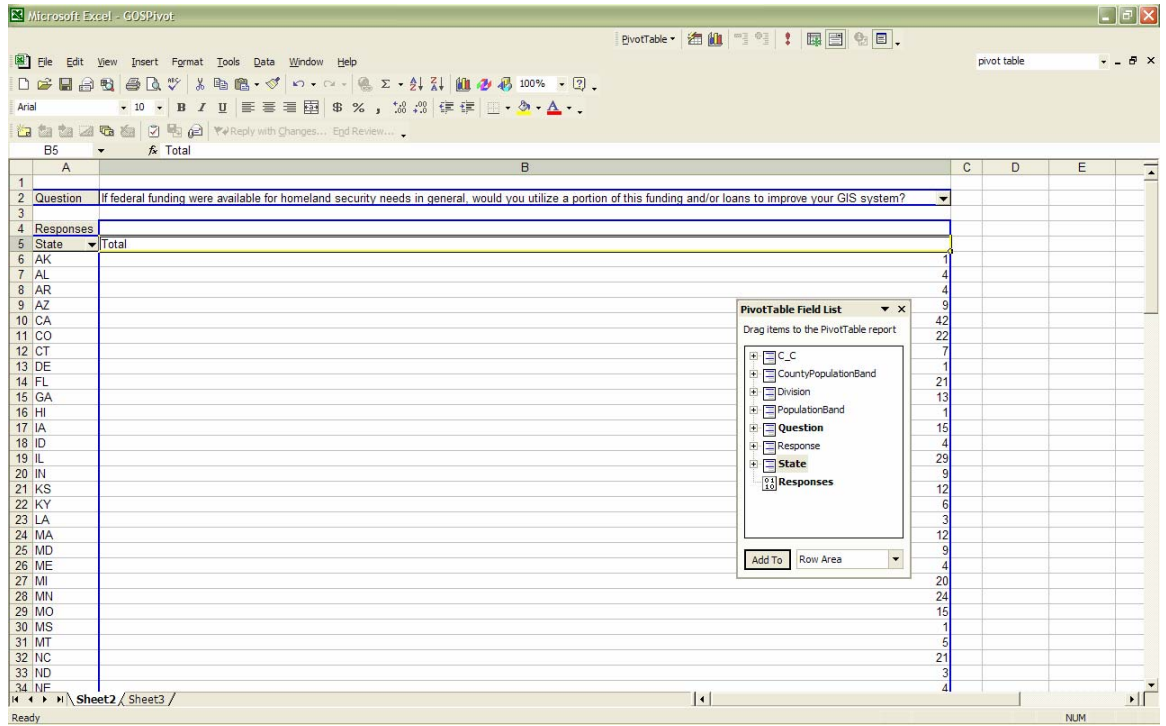 Microsoft Excel - GOSPivot
PivotTable
File Edit View Insert Format Tools Data Window Help pivot table
100%
Arial 10 B I U $ % ,
Reply with Changes... End Review...
B5 fx Total
A B C D E
1
2 Question If federal funding were available for homeland security needs in general, would you utilize a portion of this funding and/or loans to improve your GIS system?
3
4 Responses
5 State Total
6 AK 1
7 AL 4
8 AR 4
9 AZ 9
10 CA 42
11 CO 22
12 CT 7
13 DE 1
14 FL 21
15 GA 13
16 HI 1
17 IA 15
18 ID 4
19 IL 29
20 IN 9
21 KS 12
22 KY 6
23 LA 3
24 MA 12
25 MD 9
26 ME 4
27 MI 20
28 MN 24
29 MO 15
30 MS 1
31 MT 5
32 NC 21
33 ND 3
34 NE 4
PivotTable Field List
Drag items to the PivotTable report
C_C
CountyPopulationBand
Division
PopulationBand
Question
Response
State
Responses
Add To Row Area
Sheet2 Sheet3
Ready NUM